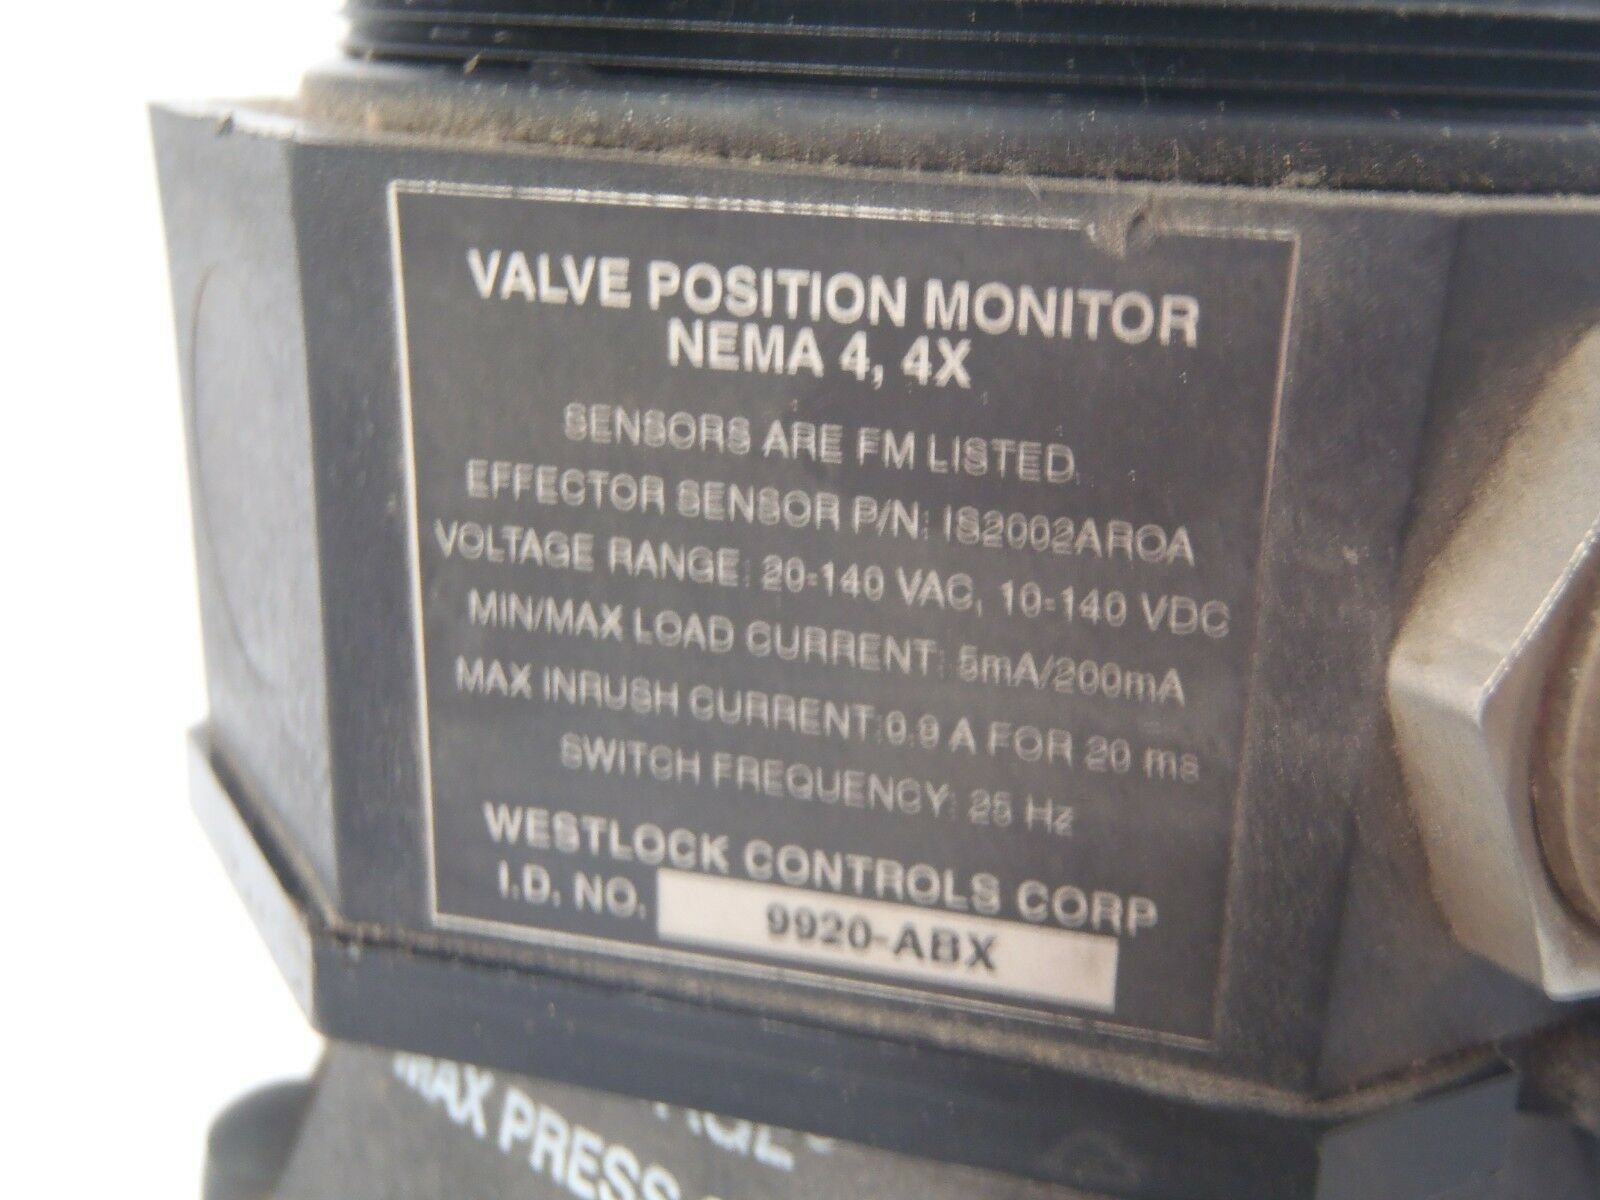 VALVE POSITION MONITOR
NEMA 4, 4X
SENSORS ARE FM LISTED
EFFECTOR SENSOR P/N: IS2002AROA
VOLTAGE RANGE: 20-140 VAC, 10-140 VDC
MIN/MAX LOAD CURRENT: 5mA/200mA
MAX INRUSH CURRENT:0.9 A FOR 20 ms
SWITCH FREQUENCY: 25 Hz
WESTLOCK CONTROLS CORP
I.D. NO. 9920-ABX
MAX PRESS